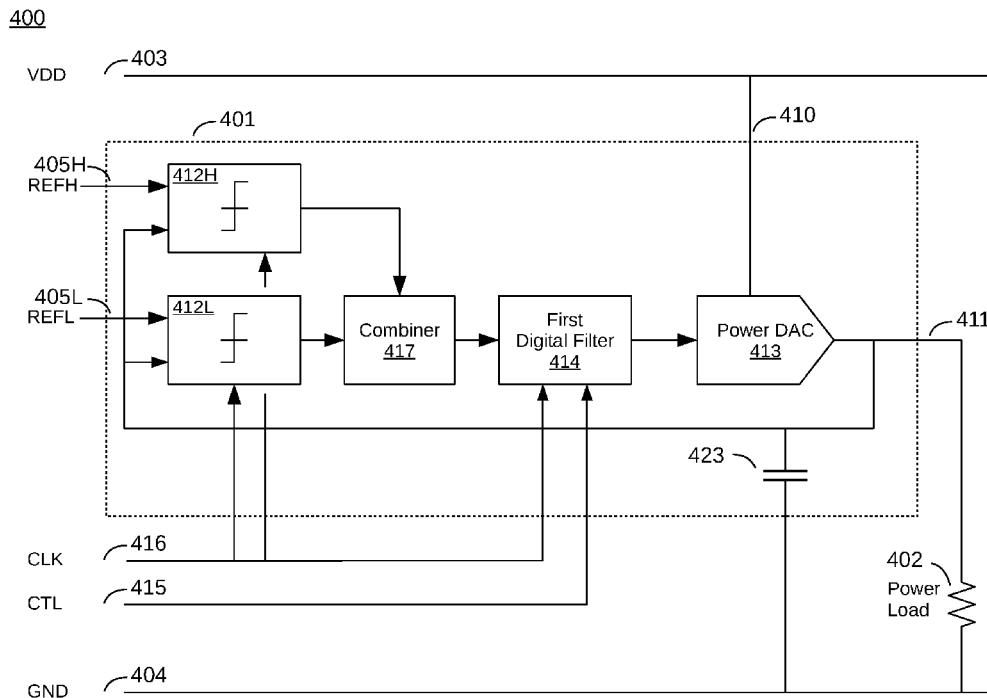 400
VDD
403
401
410
405H
REFH
412H
405L
REFL
412L
Combiner
417
First
Digital Filter
414
Power DAC
413
411
423
CLK
416
CTL
415
402
Power
Load
GND
404